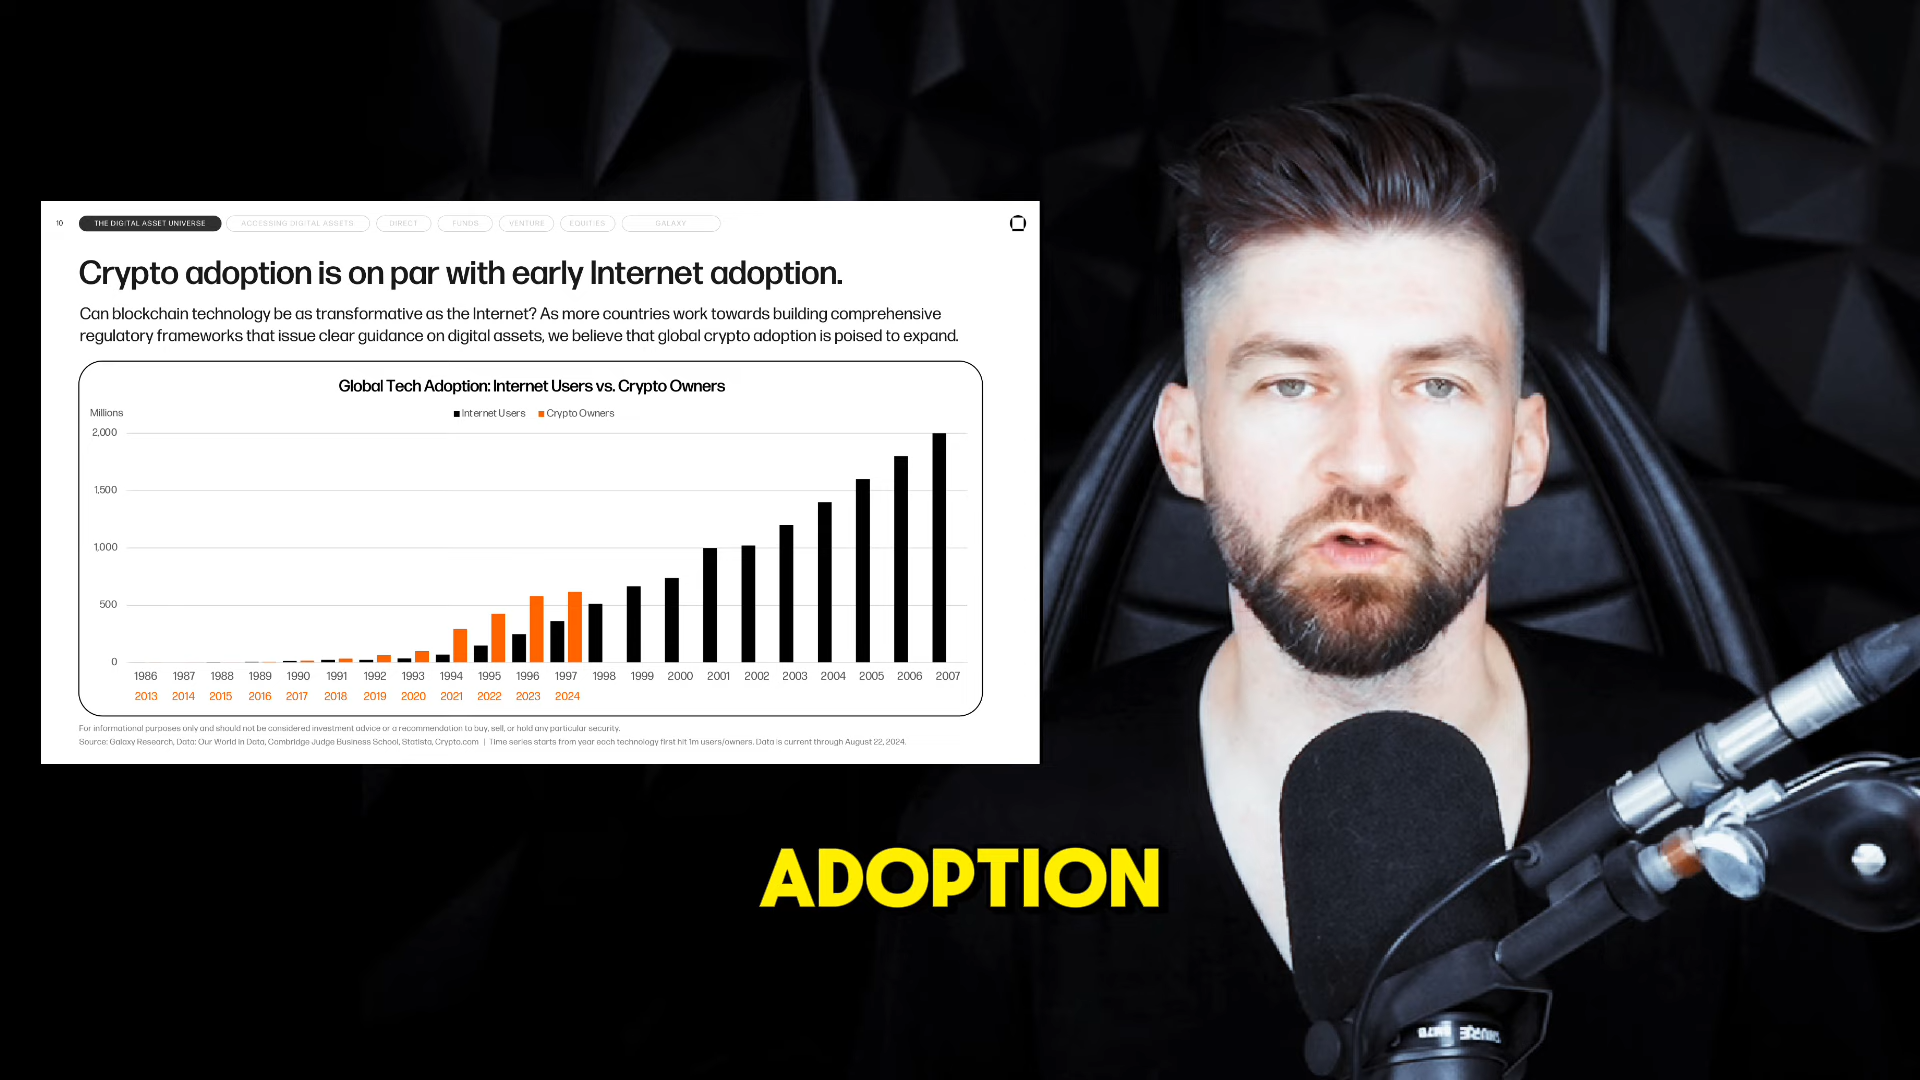 10
THE DIGITAL ASSET UNIVERSE ACCESSING DIGITAL ASSETS DIRECT FUNDS VENTURE EQUITIES GALAXY
Crypto adoption is on par with early Internet adoption.
Can blockchain technology be as transformative as the Internet? As more countries work towards building comprehensive
regulatory frameworks that issue clear guidance on digital assets, we believe that global crypto adoption is poised to expand.
Global Tech Adoption: Internet Users vs. Crypto Owners
Millions
Internet Users Crypto Owners
2,000
1,500
1,000
500
0
1986 1987 1988 1989 1990 1991 1992 1993 1994 1995 1996 1997 1998 1999 2000 2001 2002 2003 2004 2005 2006 2007
2013 2014 2015 2016 2017 2018 2019 2020 2021 2022 2023 2024
For informational purposes only and should not be considered investment advice or a recommendation to buy, sell, or hold any particular security.
Source: Galaxy Research, Data: Our World in Data, Cambridge Judge Business School, Statista, Crypto.com | Time series starts from year each technology first hit 1m users/owners. Data is current through August 22, 2024.
ADOPTION